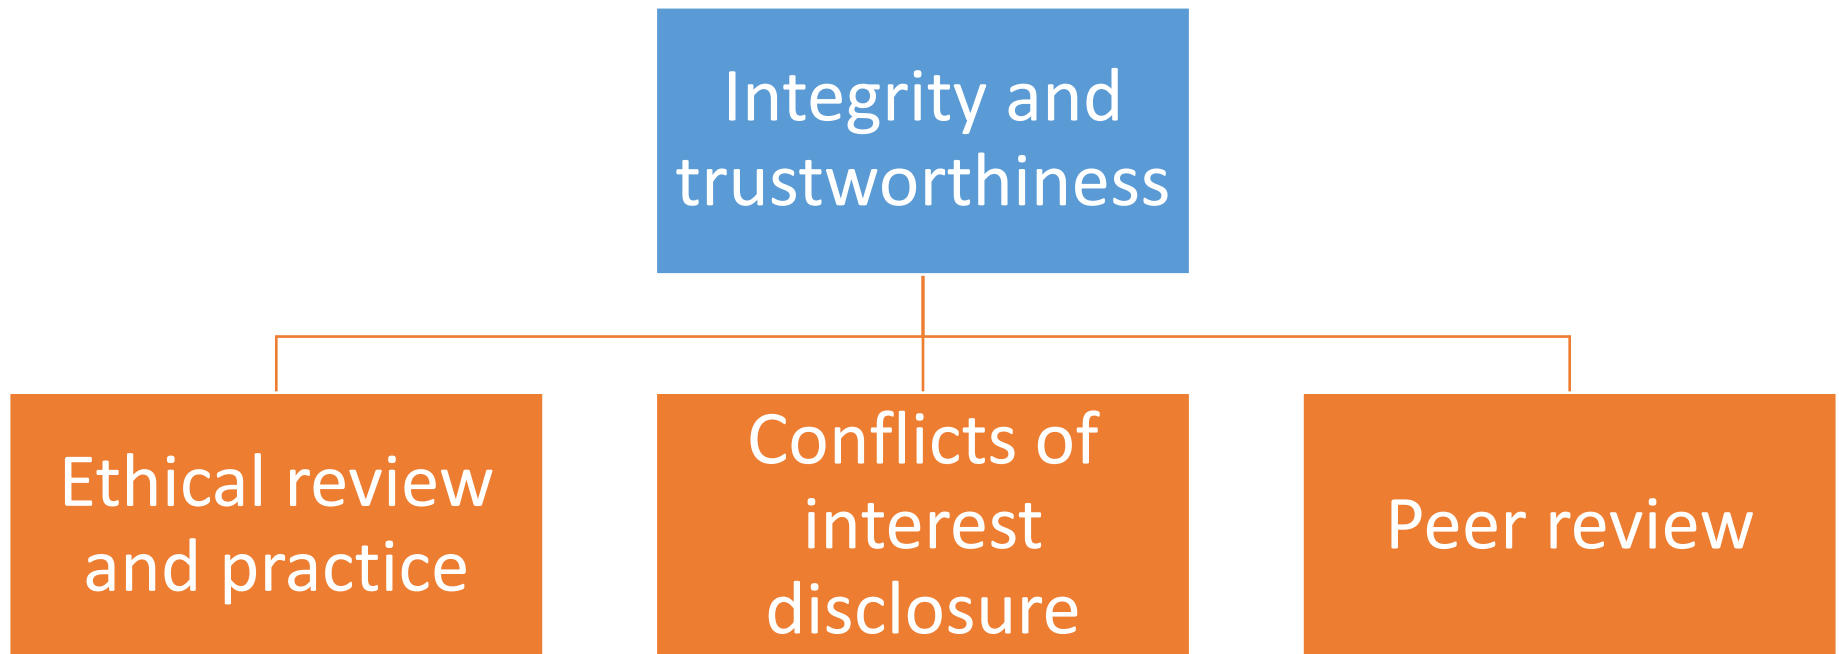 Integrity and
trustworthiness
Ethical review
and practice
Conflicts of
interest
disclosure
Peer review